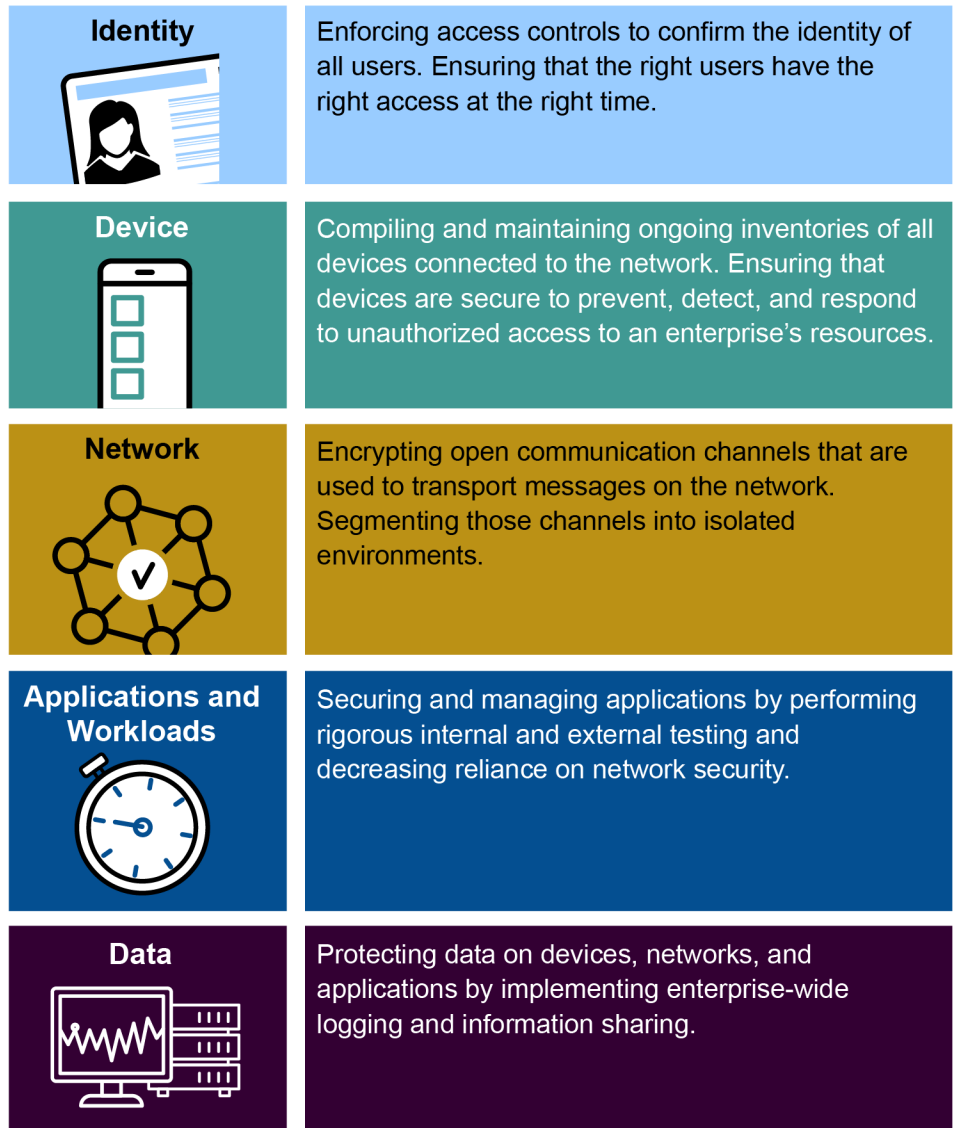 Identity
Enforcing access controls to confirm the identity of
all users. Ensuring that the right users have the
right access at the right time.
Device
Compiling and maintaining ongoing inventories of all
devices connected to the network. Ensuring that
devices are secure to prevent, detect, and respond
to unauthorized access to an enterprise’s resources.
Network
Encrypting open communication channels that are
used to transport messages on the network.
Segmenting those channels into isolated
environments.
Applications and
Workloads
Securing and managing applications by performing
rigorous internal and external testing and
decreasing reliance on network security.
Data
Protecting data on devices, networks, and
applications by implementing enterprise-wide
logging and information sharing.